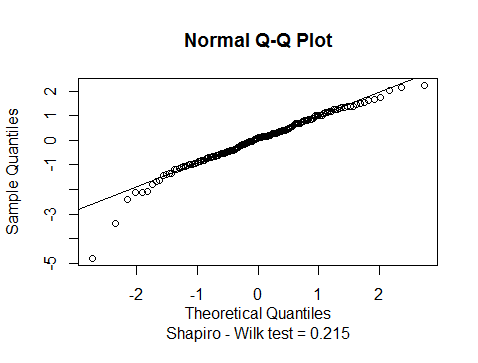 Normal Q-Q Plot
Sample Quantiles
2
1
0
-1
-3
-5
-2 -1 0 1 2
Theoretical Quantiles
Shapiro - Wilk test = 0.215